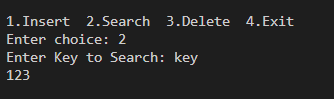 1.Insert  2.Search  3.Delete  4.Exit
Enter choice: 2
Enter Key to Search: key
123